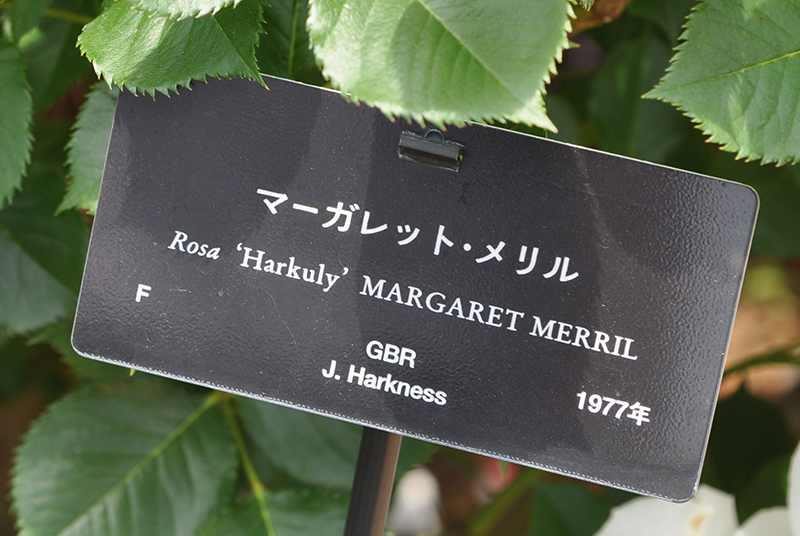 マーガレット・メリル
Rosa ‘Harkuly’ MARGARET MERRIL
F
GBR
J. Harkness
1977年